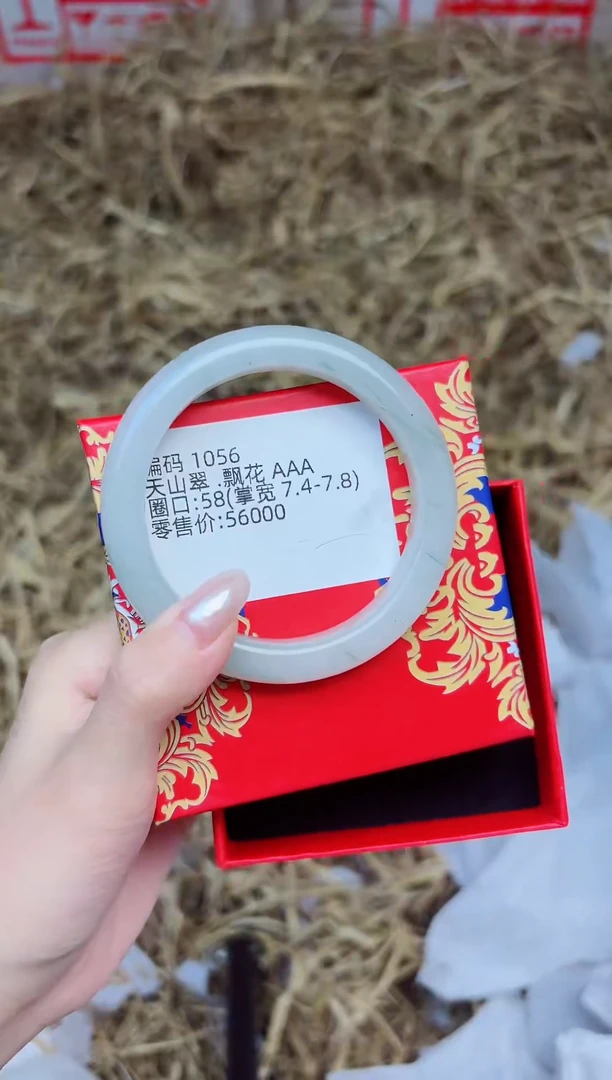 编码 1056
天山翠 .飘花 AAA
圈口:58(掌宽 7.4-7.8)
零售价:56000